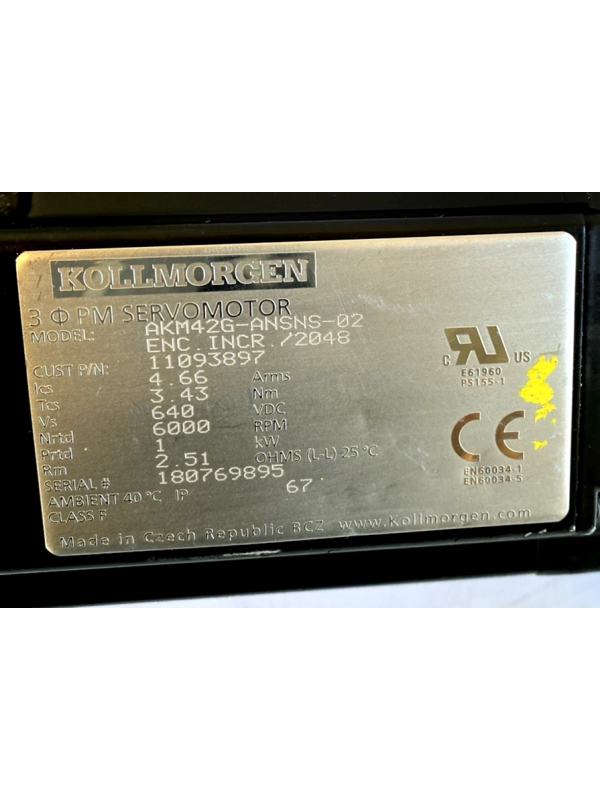 KOLLMORGEN
3 Φ PM SERVOMOTOR
MODEL: AKM42G-ANSNS-02
ENC.INCR./2048
CUST P/N: 11093897
Ics 4.66 Arms
Tcs 3.43 Nm
Vs 640 VDC
Nrtd 6000 RPM
Prtd 1 kW
Rm 2.51 OHMS (L-L) 25 °C
SERIAL # 180769895
AMBIENT 40 °C IP 67
CLASS F
Made in Czech Republic BCZ www.Kollmorgen.com
c RU US
E61960
P515S-1
CE
EN60034-1
EN60034-5